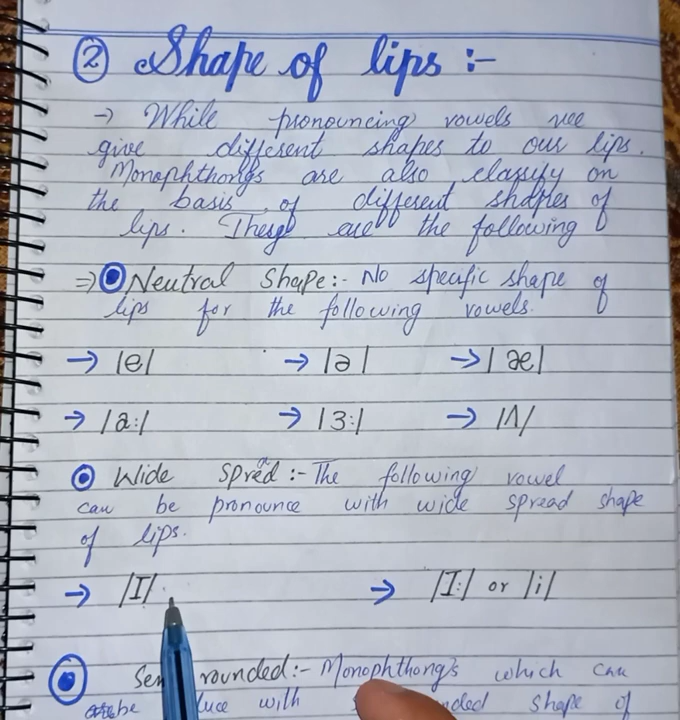 ② Shape of lips :-
→ While pronouncing vowels we
give different shapes to our lips.
Monophthongs are also classify on
the basis of different shapes of
lips. These are the following
⇒ Neutral Shape:- No specific shape of
lips for the following vowels.
→ /e/ → /ə/ → /æ/
→ /a:/ → /3:/ → /Λ/
Wide Spread :- The following vowel
can be pronounce with wide spread shape
of lips.
→ /I/ → /I:/ or /i/
rounded:- Monophthongs which can
be with shape of